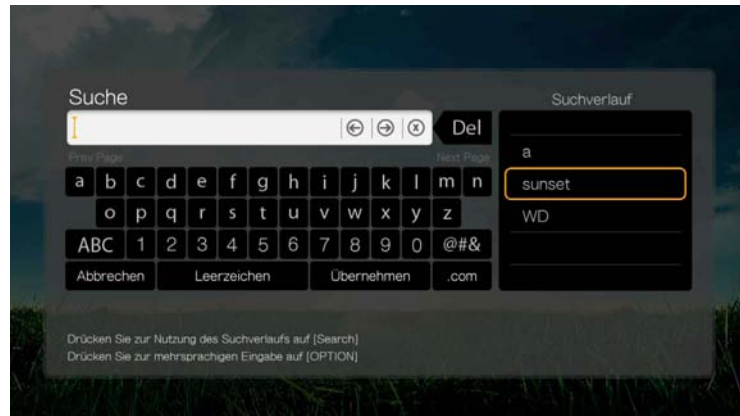 Suche
Suchverlauf
Del
Prev Page
Next Page
a b c d e f g h i j k l m n
o p q r s t u v w x y z
ABC 1 2 3 4 5 6 7 8 9 0 @#&
Abbrechen Leerzeichen Übernehmen .com
a
sunset
WD
Drücken Sie zur Nutzung des Suchverlaufs auf [Search]
Drücken Sie zur mehrsprachigen Eingabe auf [OPTION]